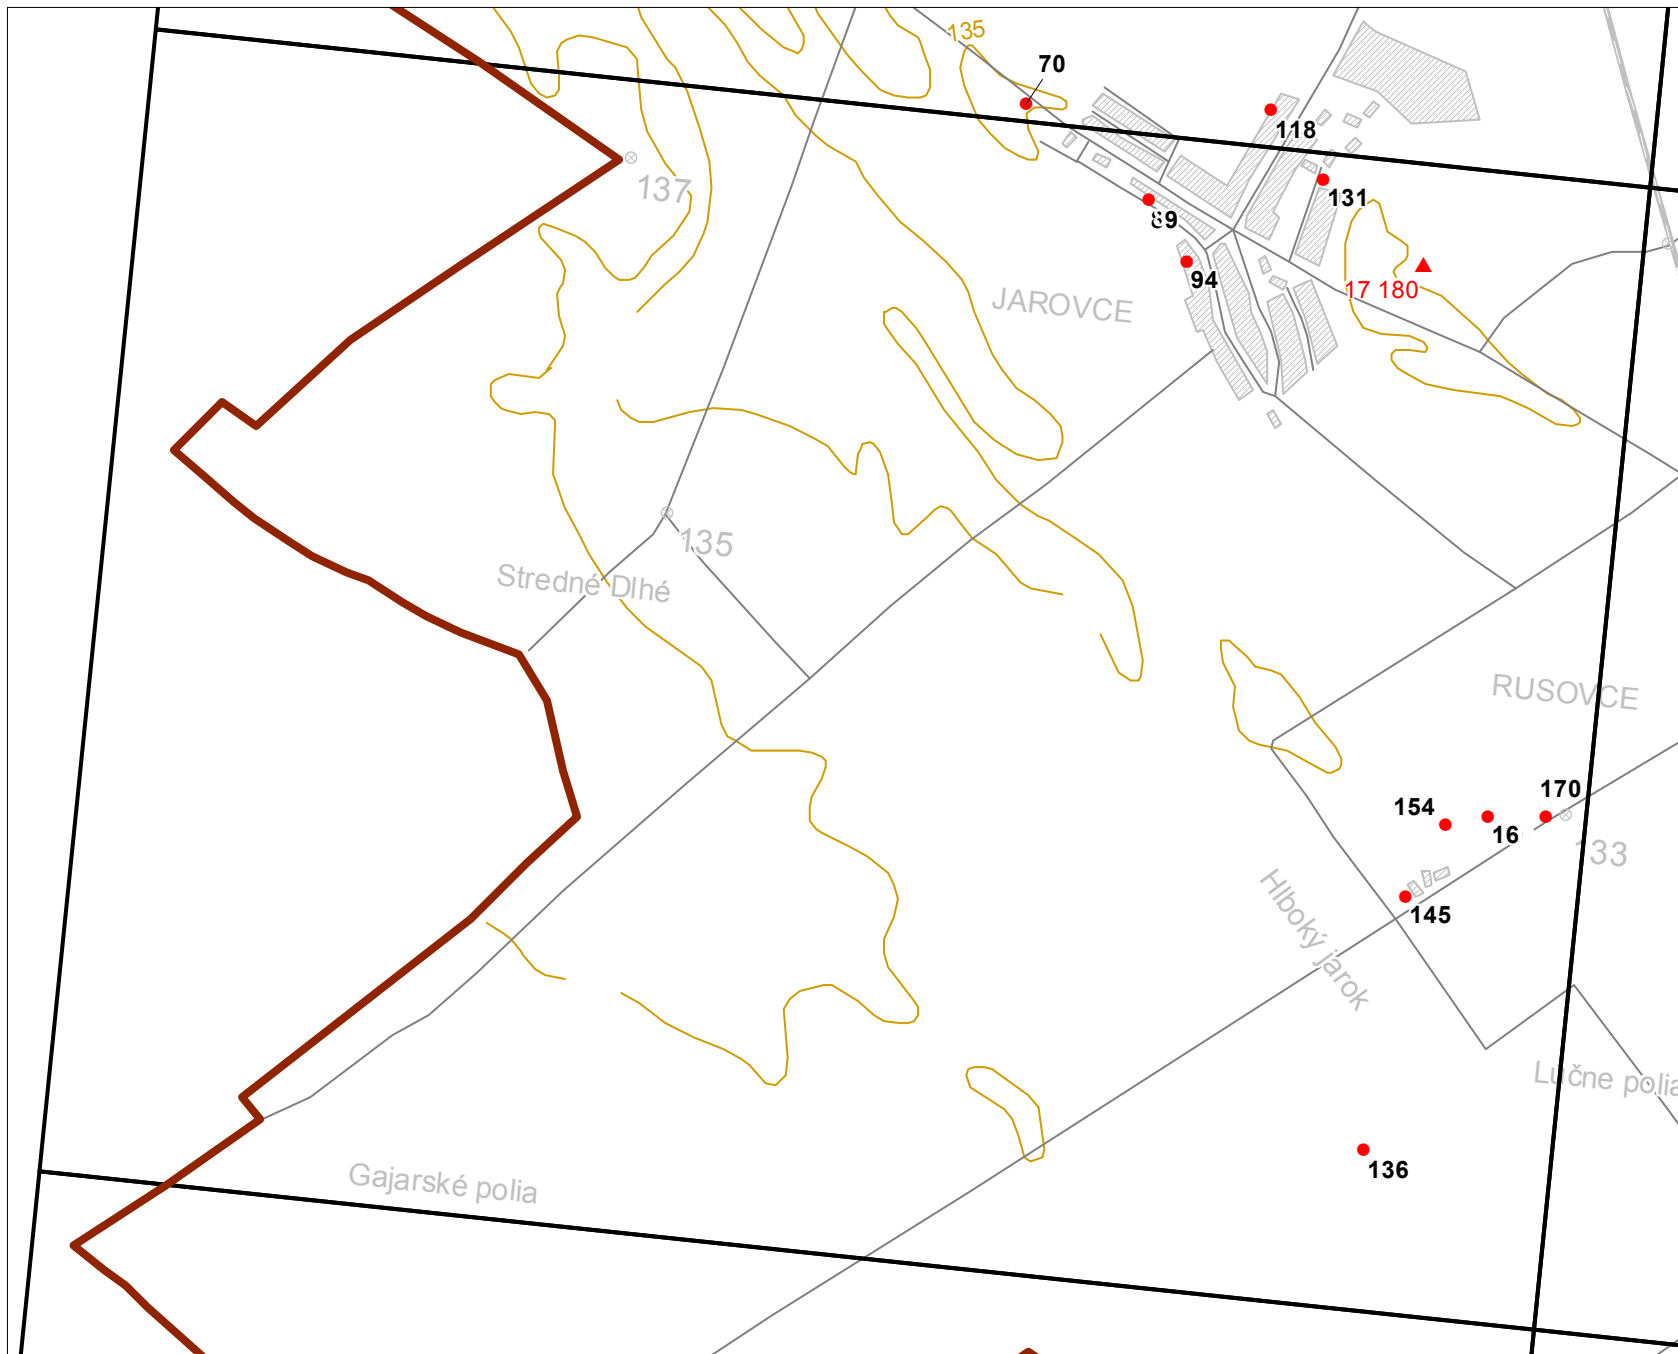 135
70
118
137
131
89
94
17 180
JAROVCE
135
Stredné Dlhé
RUSOVCE
170
154
16
133
145
Hlboký jarok
Lučne polia
136
Gajarské polia